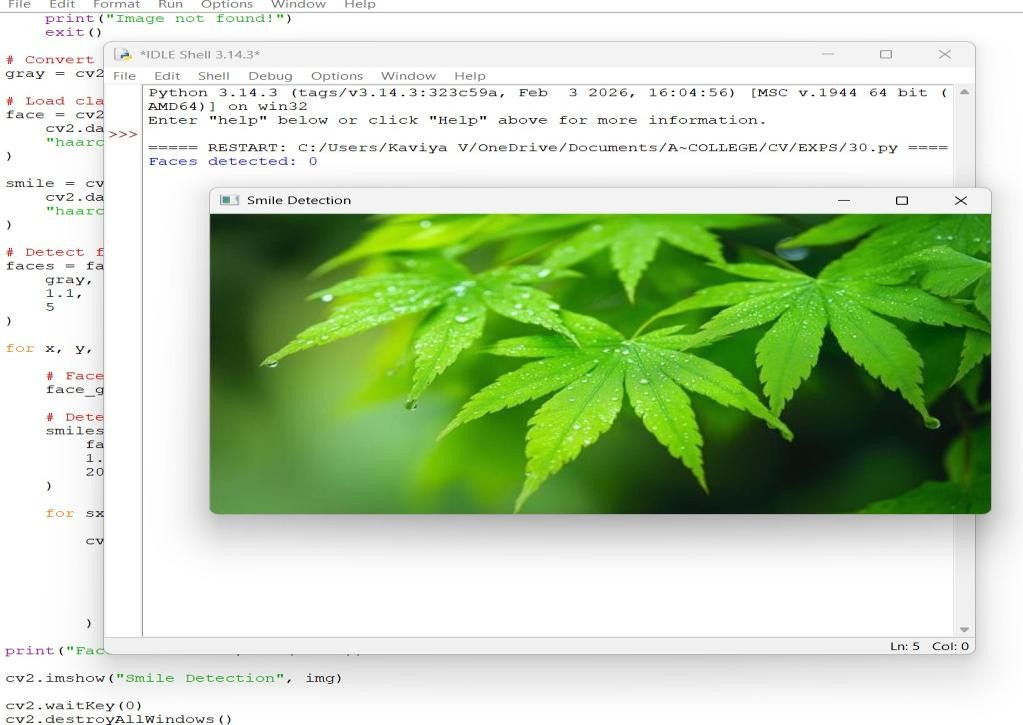 File Edit Format Run Options Window Help
print("Image not found!")
exit()
# Convert
gray = cv2
# Load cla
face = cv2
cv2.da
"haarc
)
smile = cv
cv2.da
"haarc
)
# Detect f
faces = fa
gray,
1.1,
5
)
for x, y,
# Face
face_g
# Dete
smiles
fa
1.
20
)
for sx
cv
)
print("Fac
cv2.imshow("Smile Detection", img)
cv2.waitKey(0)
cv2.destroyAllWindows()
*IDLE Shell 3.14.3*
File Edit Shell Debug Options Window Help
Python 3.14.3 (tags/v3.14.3:323c59a, Feb 3 2026, 16:04:56) [MSC v.1944 64 bit (
AMD64)] on win32
Enter "help" below or click "Help" above for more information.
>>>
===== RESTART: C:/Users/Kaviya V/OneDrive/Documents/A~COLLEGE/CV/EXPS/30.py ====
Faces detected: 0
Smile Detection
Ln: 5 Col: 0